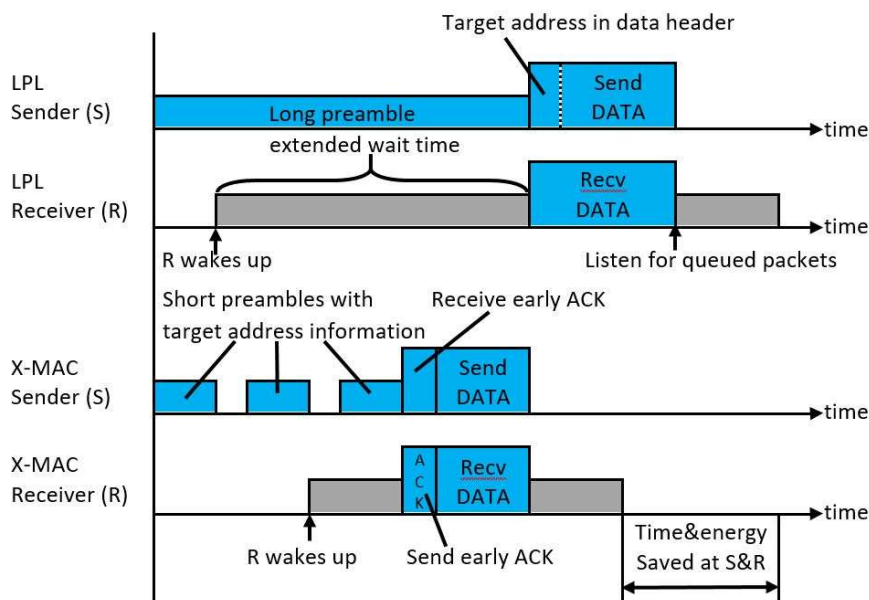 Target address in data header
LPL
Sender (S)
Long preamble
Send
DATA
time
extended wait time
LPL
Receiver (R)
Recv
DATA
time
R wakes up
Listen for queued packets
Short preambles with
target address information
Receive early ACK
X-MAC
Sender (S)
Send
DATA
time
X-MAC
Receiver (R)
A
C
K
Recv
DATA
time
R wakes up
Send early ACK
Time&energy
Saved at S&R